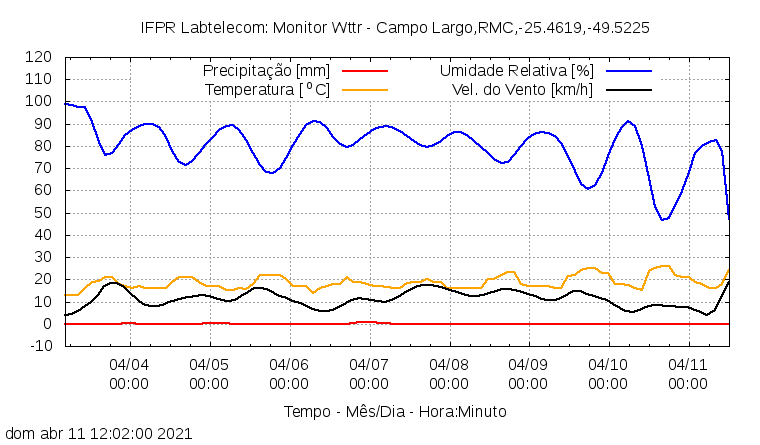 IFPR Labtelecom: Monitor Wttr - Campo Largo,RMC,-25.4619,-49.5225
120
110
100
90
80
70
60
50
40
30
20
10
0
-10
Precipitação [mm]
Temperatura [⁰C]
Umidade Relativa [%]
Vel. do Vento [km/h]
04/04 04/05 04/06 04/07 04/08 04/09 04/10 04/11
00:00 00:00 00:00 00:00 00:00 00:00 00:00 00:00
Tempo - Mês/Dia - Hora:Minuto
dom abr 11 12:02:00 2021